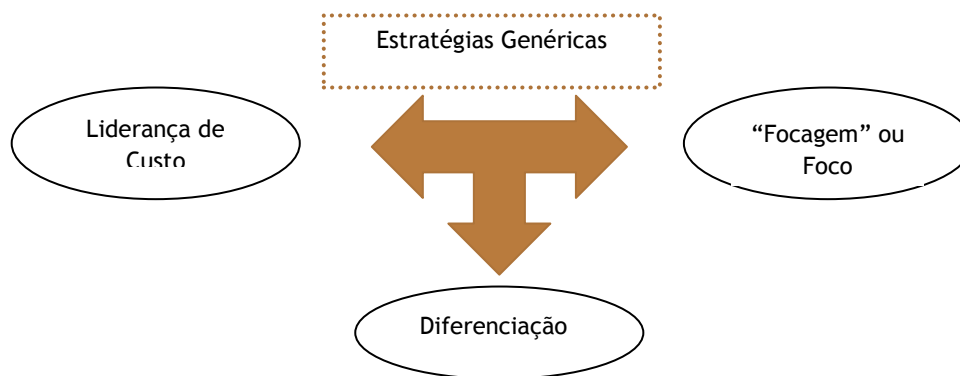 Estratégias Genéricas
Liderança de
Custo
“Focagem” ou
Foco
Diferenciação